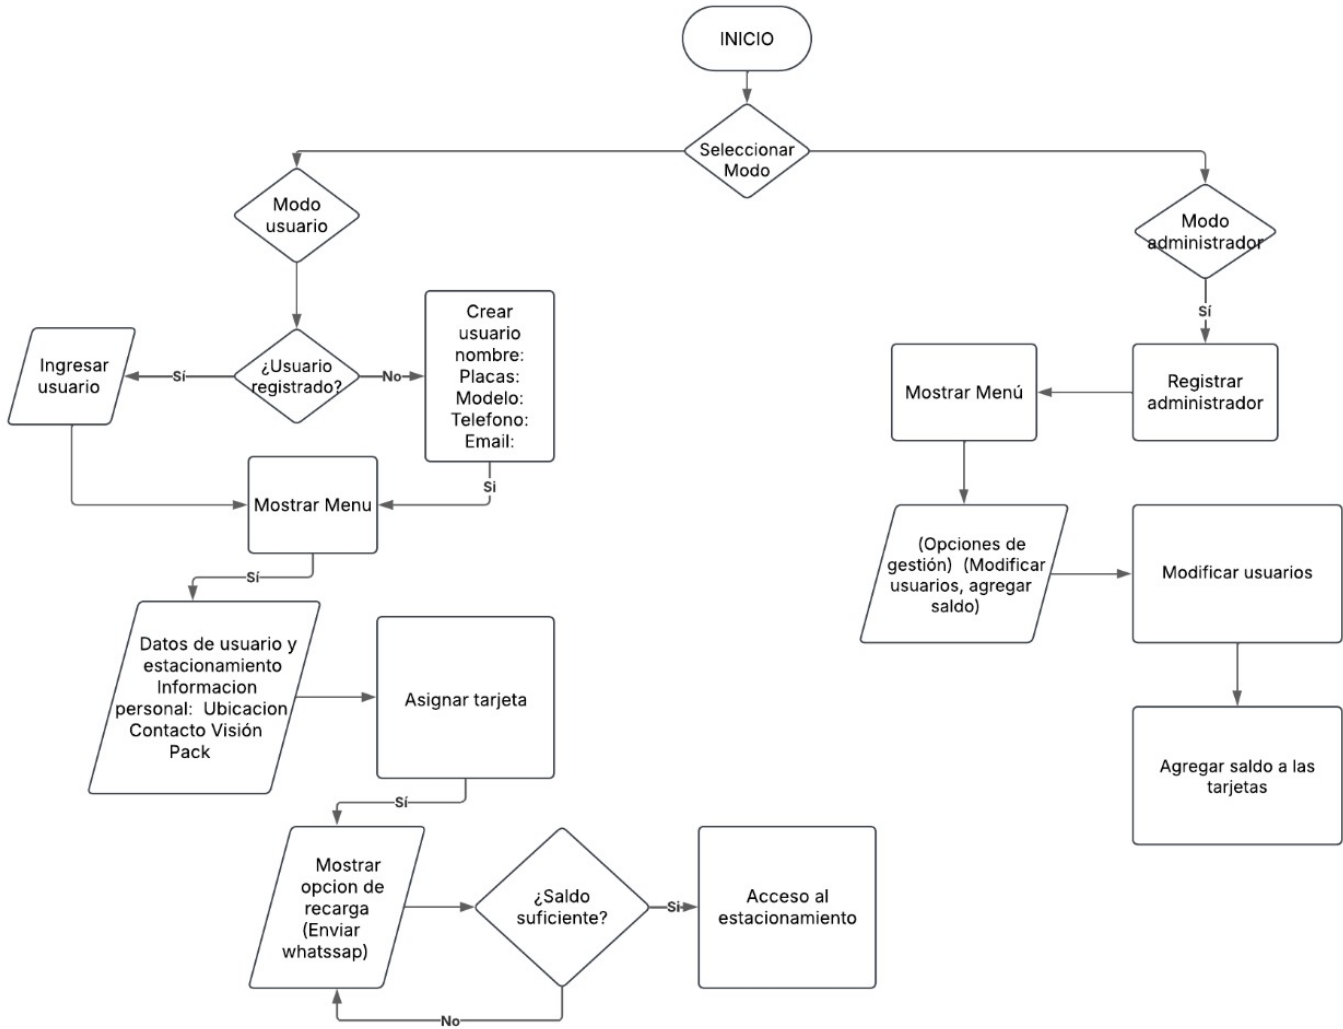 INICIO
Seleccionar
Modo
Modo
usuario
Modo
administrador
Sí
¿Usuario
registrado?
Sí
No
Ingresar
usuario
Crear
usuario
nombre:
Placas:
Modelo:
Telefono:
Email:
Si
Mostrar Menu
Sí
Datos de usuario y
estacionamiento
Informacion
personal: Ubicacion
Contacto Visión
Pack
Asignar tarjeta
Sí
Mostrar
opcion de
recarga
(Enviar
whatssap)
¿Saldo
suficiente?
Si
No
Acceso al
estacionamiento
Registrar
administrador
Mostrar Menú
(Opciones de
gestión) (Modificar
usuarios, agregar
saldo)
Modificar usuarios
Agregar saldo a las
tarjetas